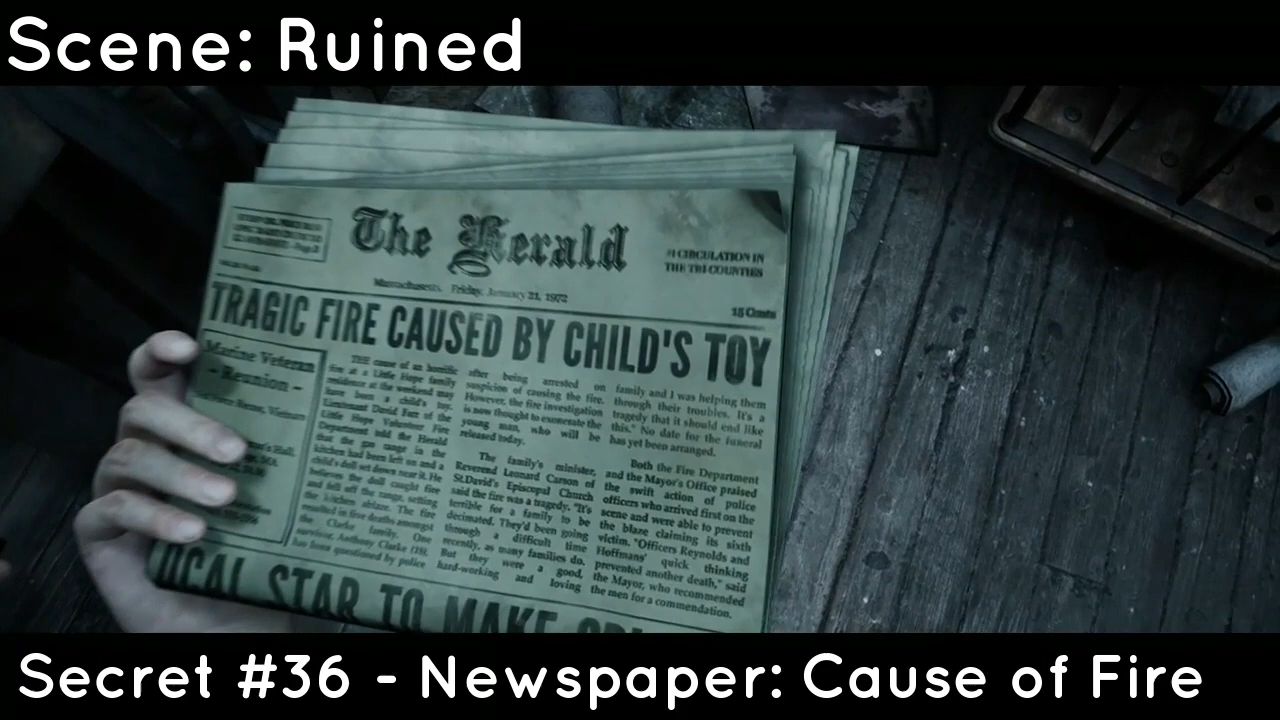 Scene: Ruined
The Herald
#1 CIRCULATION IN
THE TRI-COUNTIES
Massachusetts. Friday, January 21, 1972
15 Cents
TRAGIC FIRE CAUSED BY CHILD'S TOY
Marine Veteran
- Reunion -
THE cause of an horrific
fire at a Little Hope family
residence at the weekend may
have been a child's toy.
Lieutenant David Farr of the
Little Hope Volunteer Fire
Department told the Herald
that the gas range in the
kitchen had been left on and a
child's doll set down near it. He
believes the doll caught fire
and fell off the range, setting
the kitchen ablaze. The fire
resulted in four deaths amongst
the Clarke family. One
survivor, Anthony Clarke (18),
has been questioned by police
after being arrested on
suspicion of causing the fire.
However, the fire investigation
is now thought to exonerate the
young man, who will be
released today.
The family's minister,
Reverend Leonard Carson of
St.David's Episcopal Church
said the fire was a tragedy. "It's
terrible for a family to be
decimated. They'd been going
through a difficult time
recently, as many families do.
But they were a good,
hard-working and loving
family and I was helping them
through their troubles. It's a
tragedy that it should end like
this." No date for the funeral
has yet been arranged.
Both the Fire Department
and the Mayor's Office praised
the swift action of police
officers who arrived first on the
scene and were able to prevent
the blaze claiming its sixth
victim. "Officers Reynolds and
Hoffmans' quick thinking
prevented another death," said
the Mayor, who recommended
the men for a commendation.
LOCAL STAR TO MAKE
Secret #36 - Newspaper: Cause of Fire